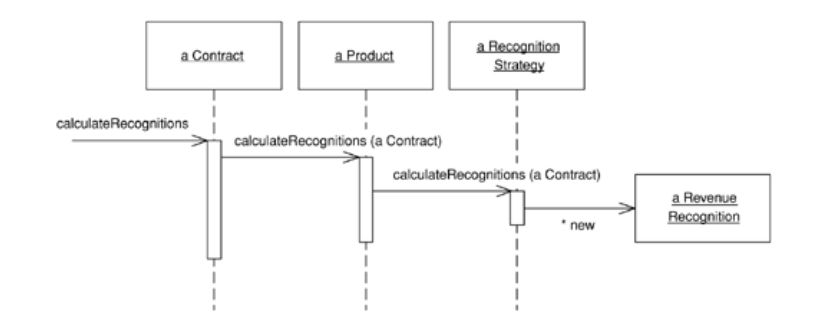 a Contract
a Product
a Recognition
Strategy
calculateRecognitions
calculateRecognitions (a Contract)
calculateRecognitions (a Contract)
a Revenue
Recognition
* new